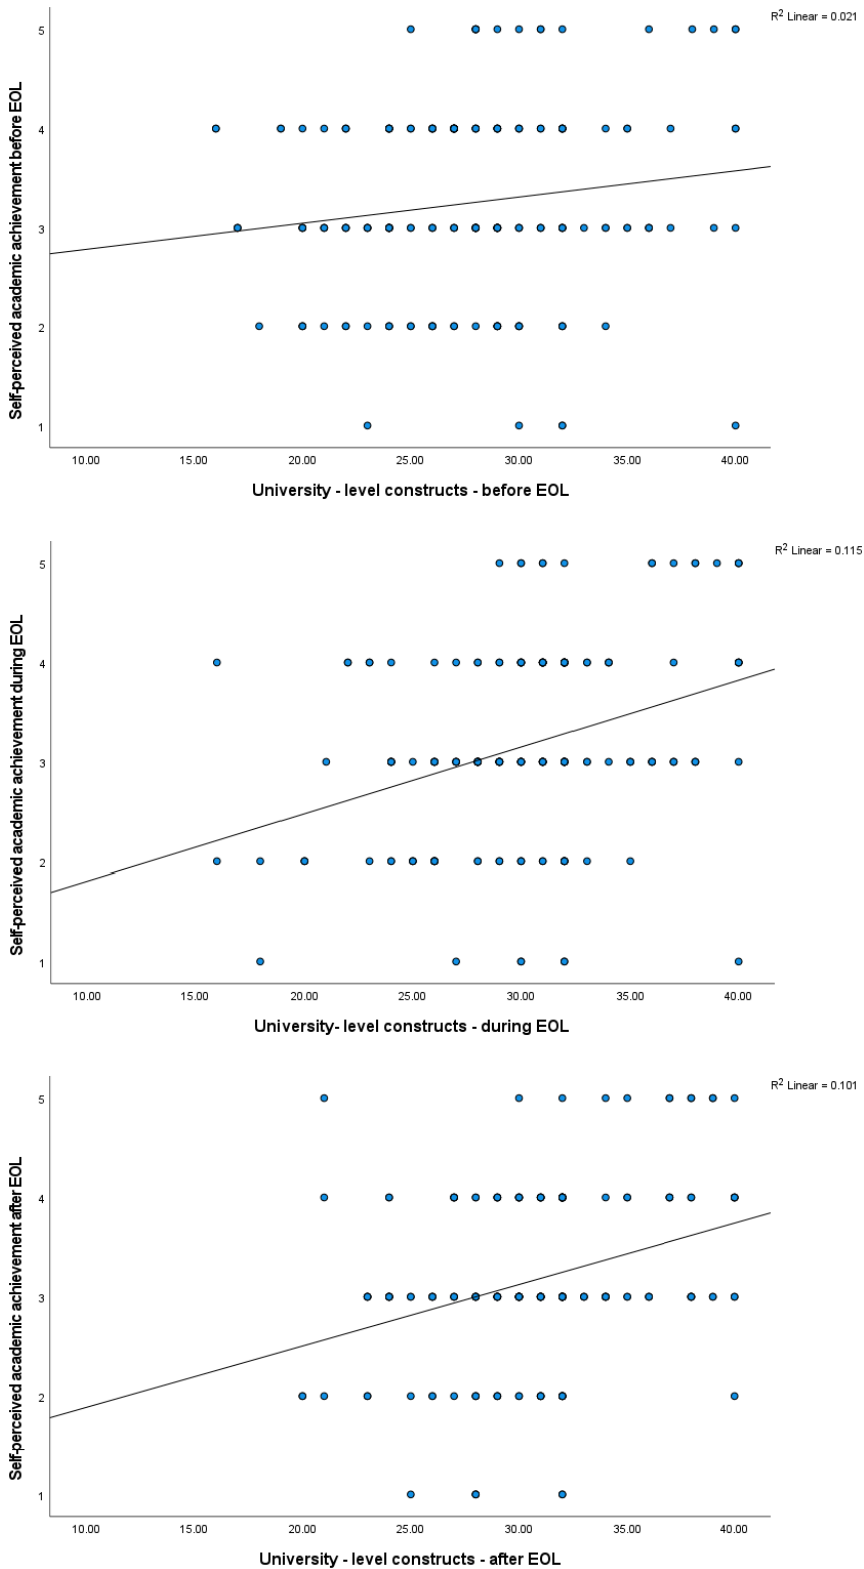 R2 Linear = 0.021
Self-perceived academic achievement before EOL
5
4
3
2
1
10.00 15.00 20.00 25.00 30.00 35.00 40.00
University - level constructs - before EOL
R2 Linear = 0.115
Self-perceived academic achievement during EOL
5
4
3
2
1
10.00 15.00 20.00 25.00 30.00 35.00 40.00
University- level constructs - during EOL
R2 Linear = 0.101
Self-perceived academic achievement after EOL
5
4
3
2
1
10.00 15.00 20.00 25.00 30.00 35.00 40.00
University - level constructs - after EOL